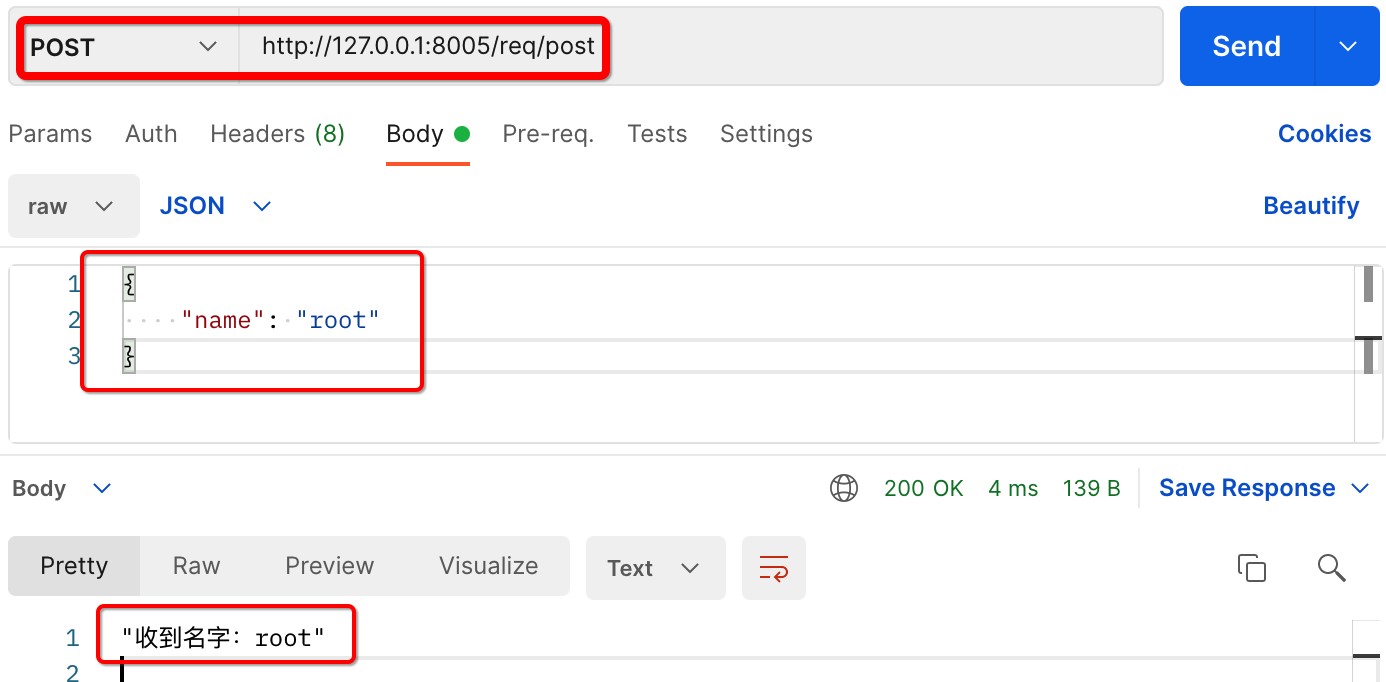 POST http://127.0.0.1:8005/req/post Send
Params Auth Headers (8) Body Pre-req. Tests Settings Cookies
raw JSON Beautify
1 {
2 "name": "root"
3 }
Body 200 OK 4 ms 139 B Save Response
Pretty Raw Preview Visualize Text
1 "收到名字：root"
2